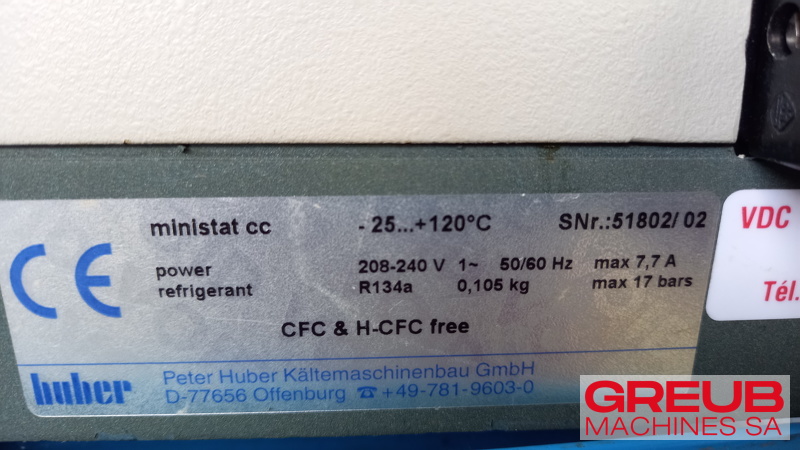 ministat cc - 25...+120°C SNr.:51802/ 02
power 208-240 V 1~ 50/60 Hz max 7,7 A
refrigerant R134a 0,105 kg max 17 bars
CFC & H-CFC free
CE
huber
Peter Huber Kältemaschinenbau GmbH
D-77656 Offenburg ☎ +49-781-9603-0
VDC
Tél.
GREUB
MACHINES SA